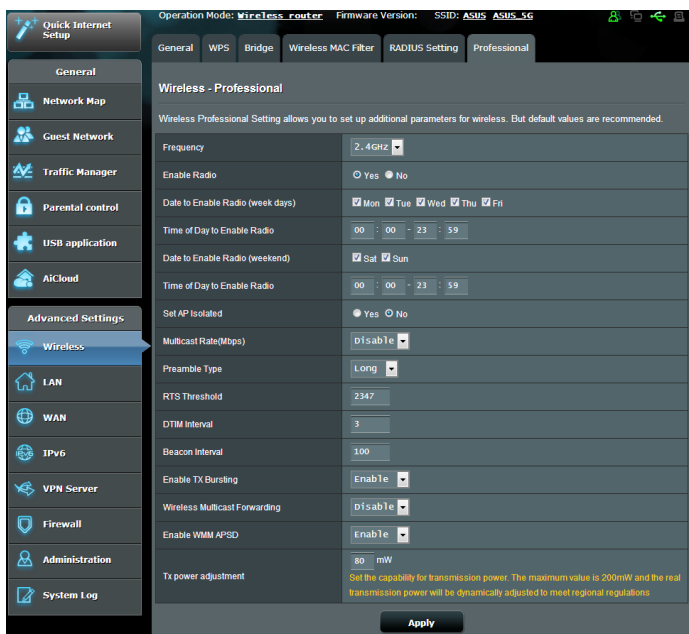 Operation Mode: Wireless router Firmware Version: SSID: ASUS ASUS_5G
Quick Internet
Setup
General WPS Bridge Wireless MAC Filter RADIUS Setting Professional
General
Network Map
Guest Network
Traffic Manager
Parental control
USB application
AiCloud
Advanced Settings
Wireless
LAN
WAN
IPv6
IPv6
VPN Server
Firewall
Administration
System Log
Wireless - Professional
Wireless Professional Setting allows you to set up additional parameters for wireless. But default values are recommended.
Frequency 2.4GHz
Enable Radio Yes No
Date to Enable Radio (week days) Mon Tue Wed Thu Fri
Time of Day to Enable Radio 00 : 00 - 23 : 59
Date to Enable Radio (weekend) Sat Sun
Time of Day to Enable Radio 00 : 00 - 23 : 59
Set AP Isolated Yes No
Multicast Rate(Mbps) Disable
Preamble Type Long
RTS Threshold 2347
DTIM Interval 3
Beacon Interval 100
Enable TX Bursting Enable
Wireless Multicast Forwarding Disable
Enable WMM APSD Enable
Tx power adjustment 80 mW
Set the capability for transmission power. The maximum value is 200mW and the real
transmission power will be dynamically adjusted to meet regional regulations
Apply